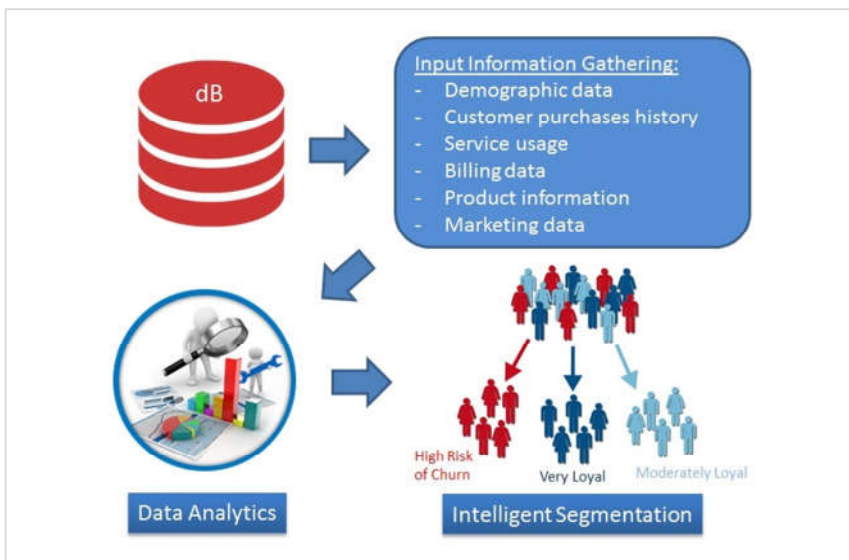 dB
Input Information Gathering:
- Demographic data
- Customer purchases history
- Service usage
- Billing data
- Product information
- Marketing data
High Risk
of Churn
Very Loyal
Moderately Loyal
Data Analytics
Intelligent Segmentation